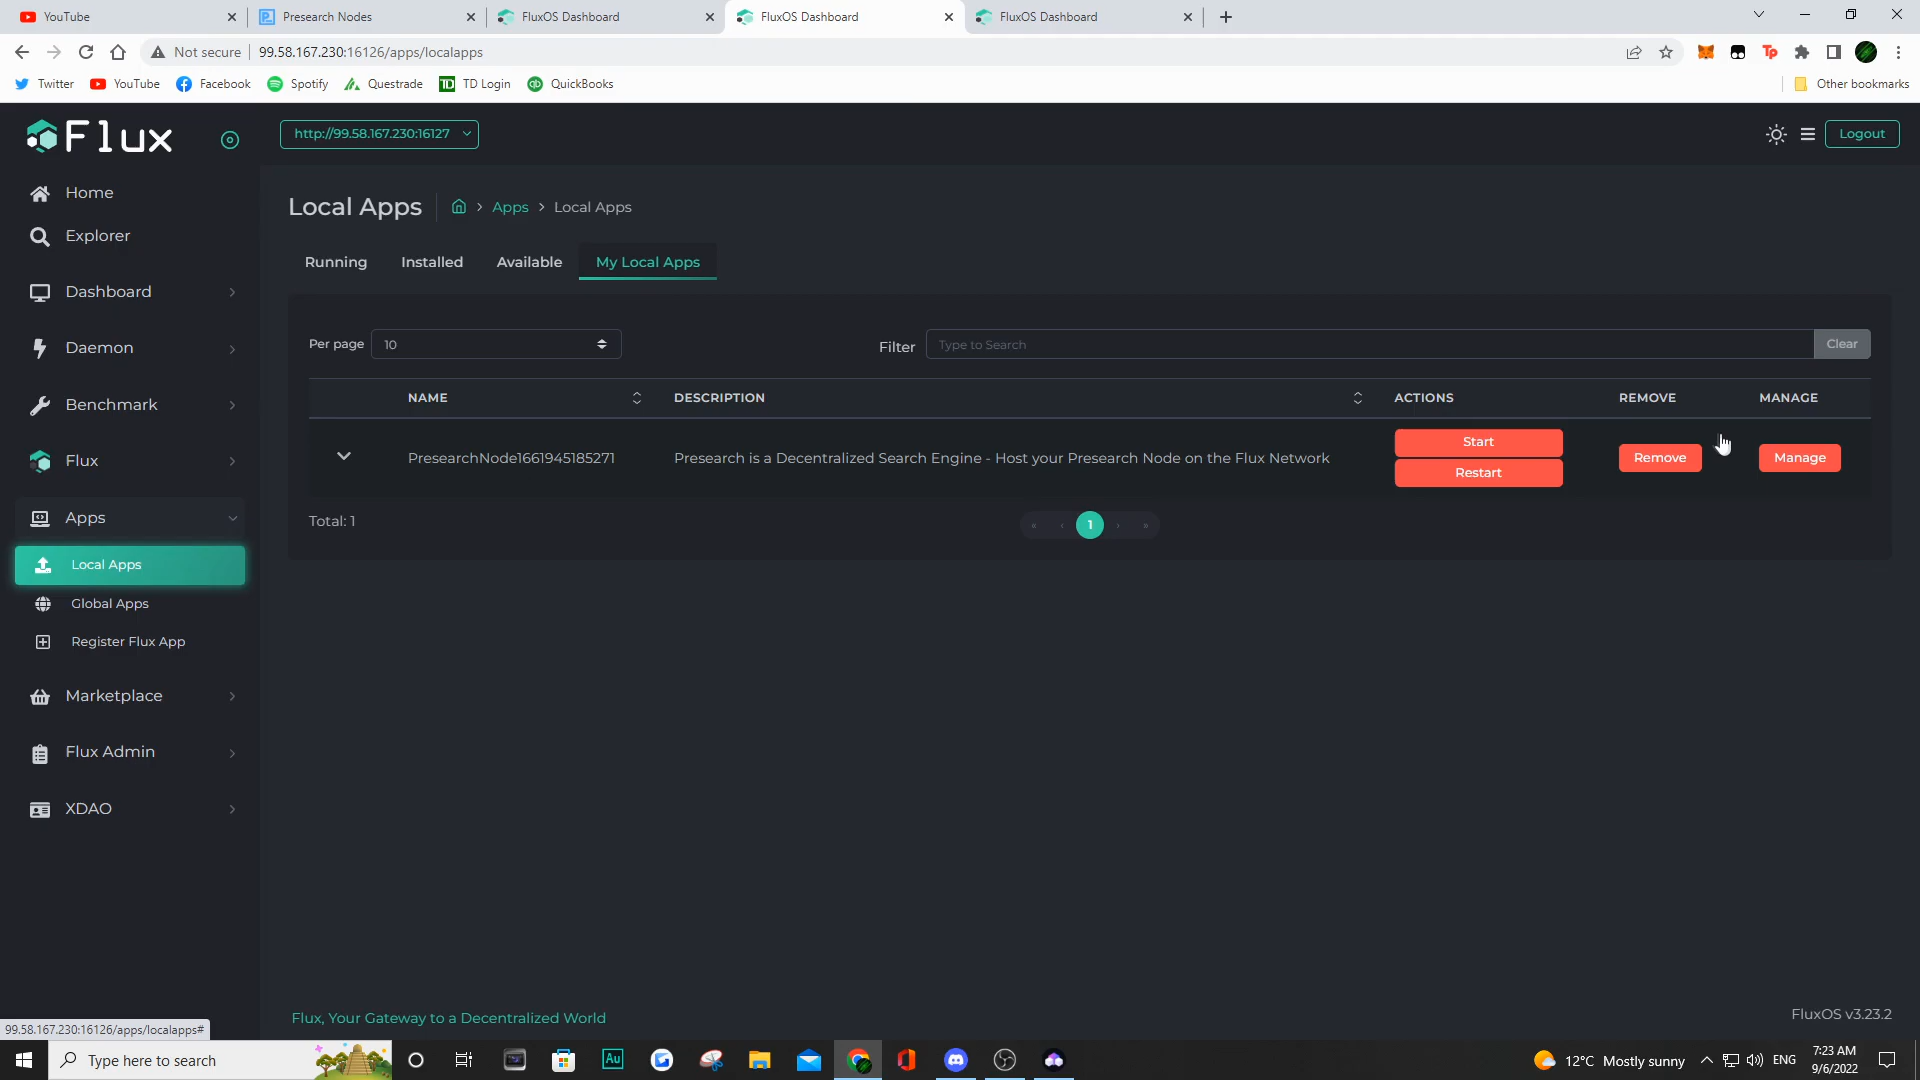 YouTube
Presearch Nodes
FluxOS Dashboard
FluxOS Dashboard
FluxOS Dashboard
Not secure
99.58.167.230:16126/apps/localapps
Twitter
YouTube
Facebook
Spotify
Questrade
TD Login
QuickBooks
Other bookmarks
Flux
http://99.58.167.230:16127
Logout
Home
Explorer
Dashboard
Daemon
Benchmark
Flux
Apps
Local Apps
Global Apps
Register Flux App
Marketplace
Flux Admin
XDAO
Local Apps
Apps > Local Apps
Running
Installed
Available
My Local Apps
Per page
10
Filter
Type to Search
Clear
NAME
DESCRIPTION
ACTIONS
REMOVE
MANAGE
PresearchNode1661945185271
Presearch is a Decentralized Search Engine - Host your Presearch Node on the Flux Network
Start
Restart
Remove
Manage
Total: 1
« ‹ 1 › »
Flux, Your Gateway to a Decentralized World
FluxOS v3.23.2
99.58.167.230:16126/apps/localapps#
Type here to search
Au
12°C Mostly sunny
ENG
7:23 AM
9/6/2022